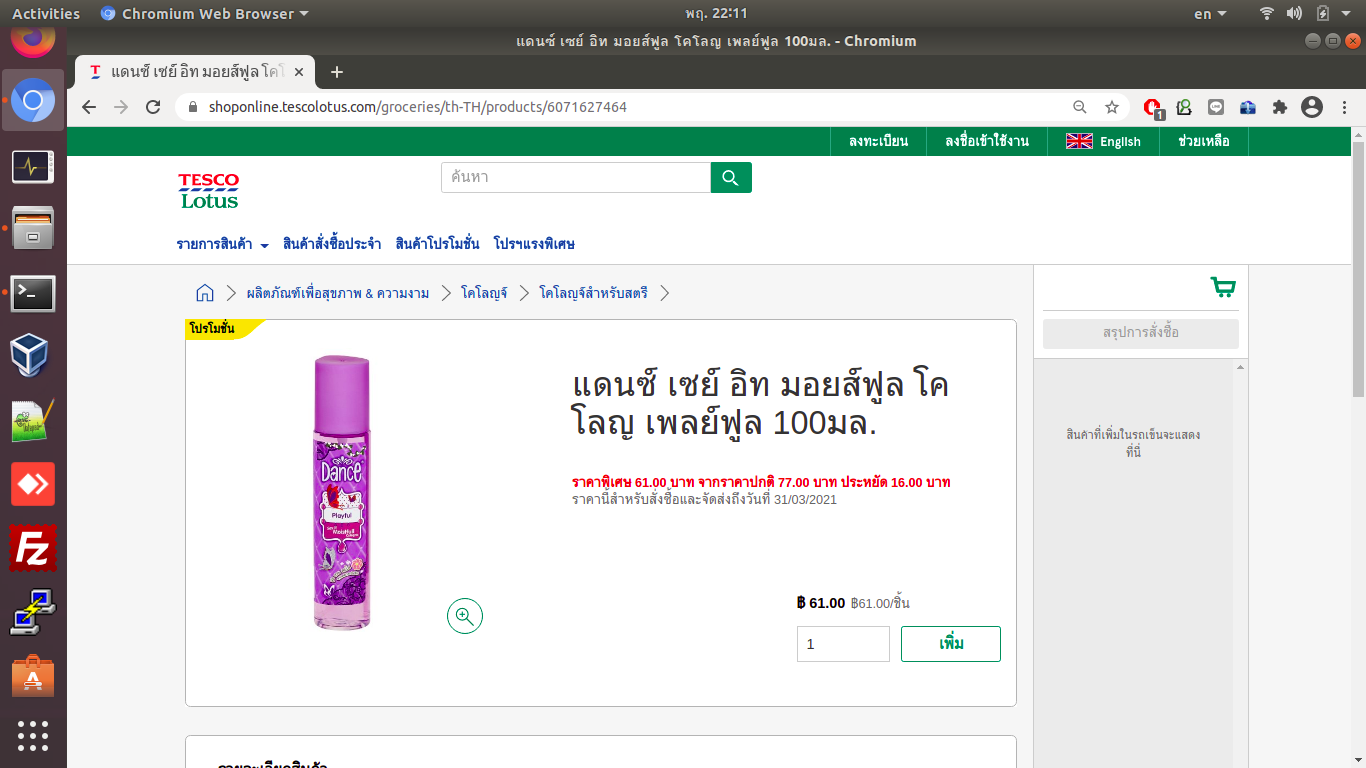 Activities
Chromium Web Browser
พฤ. 22:11
en
แดนซ์ เซย์ อิท มอยส์ฟูล โคโลญ เพลย์ฟูล 100มล. - Chromium
แดนซ์ เซย์ อิท มอยส์ฟูล โคโ
shoponline.tescolotus.com/groceries/th-TH/products/6071627464
1
ลงทะเบียน
ลงชื่อเข้าใช้งาน
English
ช่วยเหลือ
TESCO
Lotus
ค้นหา
รายการสินค้า
สินค้าสั่งซื้อประจำ
สินค้าโปรโมชั่น
โปรฯแรงพิเศษ
ผลิตภัณฑ์เพื่อสุขภาพ & ความงาม
โคโลญจ์
โคโลญจ์สำหรับสตรี
สรุปการสั่งซื้อ
โปรโมชั่น
แดนซ์ เซย์ อิท มอยส์ฟูล โค
โลญ เพลย์ฟูล 100มล.
สินค้าที่เพิ่มในรถเข็นจะแสดง
ที่นี่
Dance
Playful
ราคาพิเศษ 61.00 บาท จากราคาปกติ 77.00 บาท ประหยัด 16.00 บาท
ราคานี้สำหรับสั่งซื้อและจัดส่งถึงวันที่ 31/03/2021
฿ 61.00 ฿61.00/ชิ้น
1
เพิ่ม
รายละเอียดสินค้า